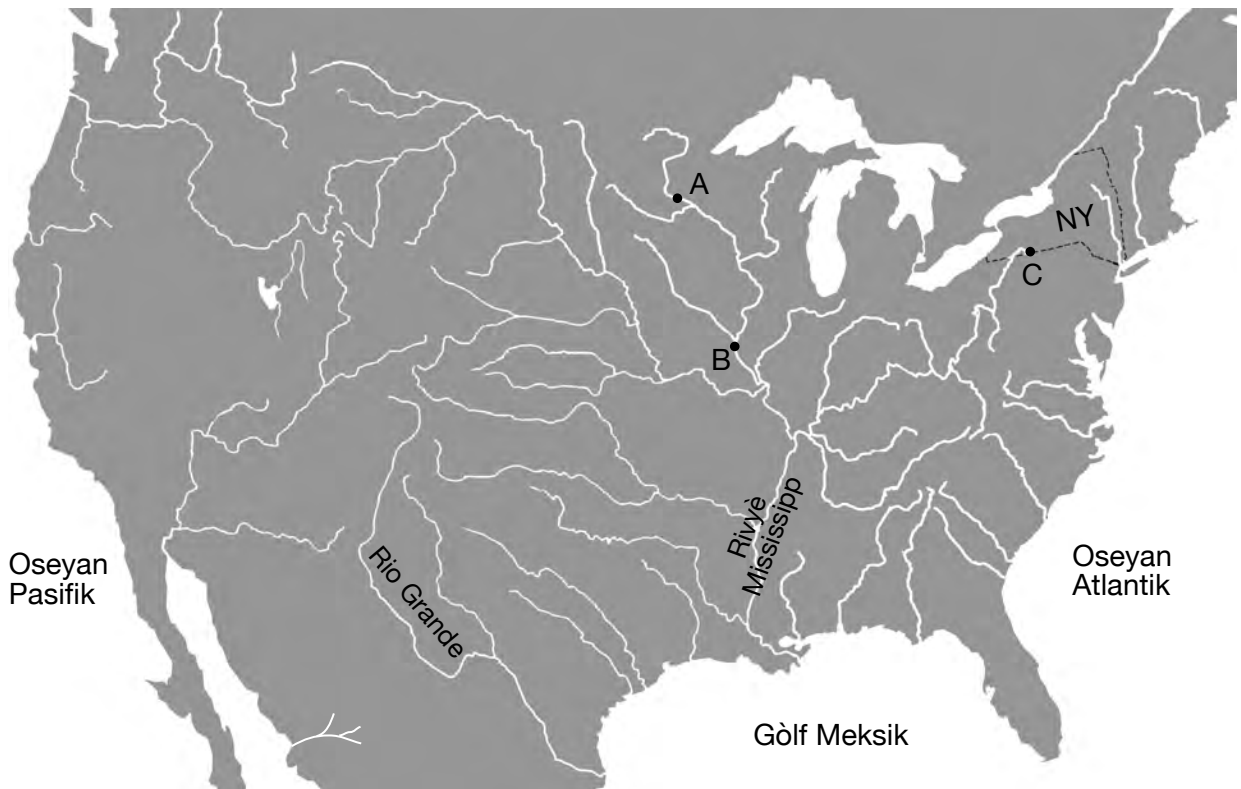 A
NY
C
B
Rivyè
Mississipp
Oseyan
Pasifik
Rio Grande
Oseyan
Atlantik
Gòlf Meksik